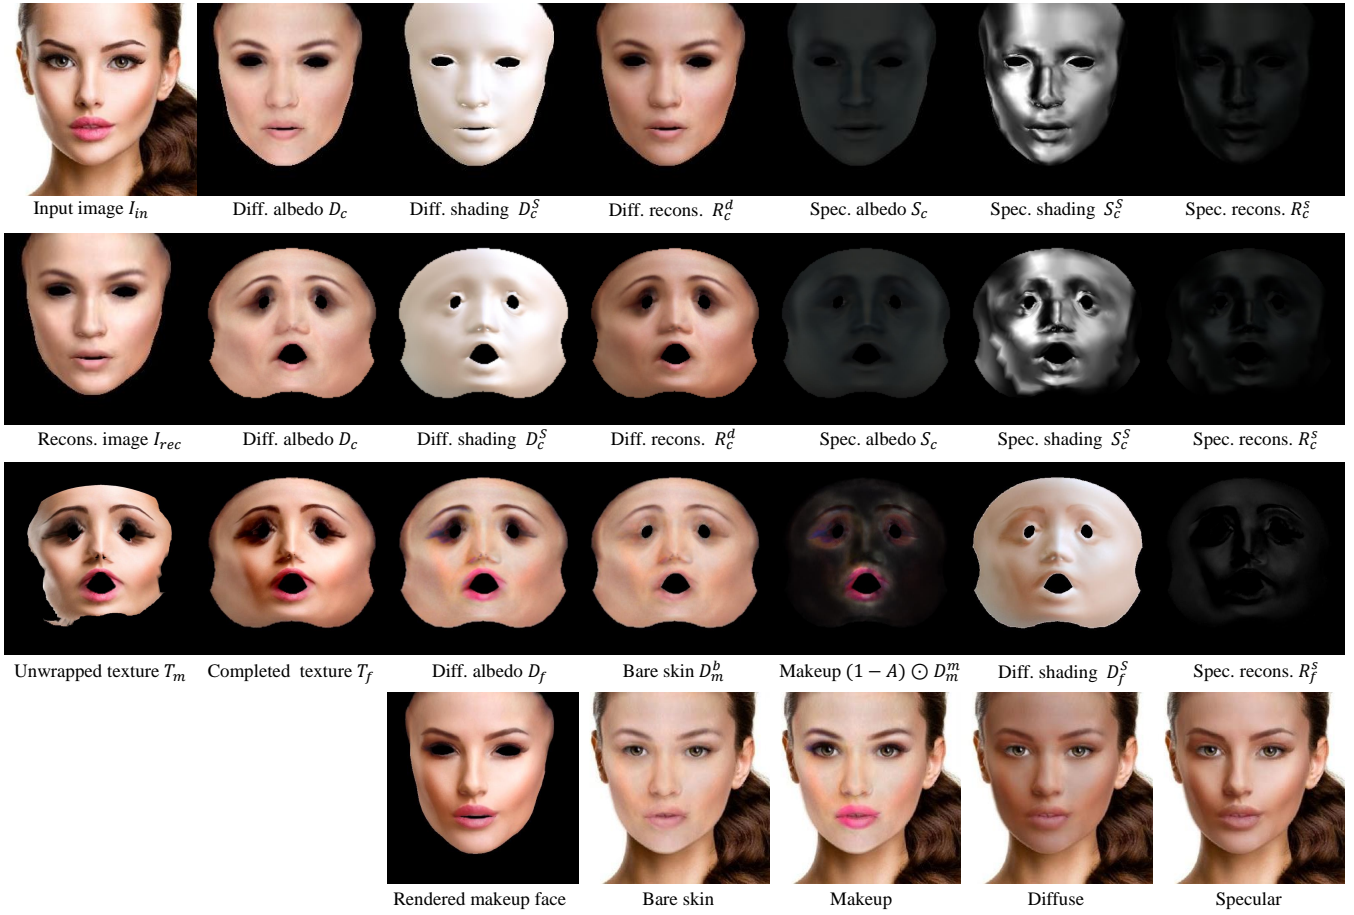 Input image $I_{in}$ Diff. albedo $D_c$ Diff. shading $D_c^S$ Diff. recons. $R_c^d$ Spec. albedo $S_c$ Spec. shading $S_c^S$ Spec. recons. $R_c^s$
Recons. image $I_{rec}$ Diff. albedo $D_c$ Diff. shading $D_c^S$ Diff. recons. $R_c^d$ Spec. albedo $S_c$ Spec. shading $S_c^S$ Spec. recons. $R_c^s$
Unwrapped texture $T_m$ Completed texture $T_f$ Diff. albedo $D_f$ Bare skin $D_m^b$ Makeup $(1 - A) \odot D_m^m$ Diff. shading $D_f^S$ Spec. recons. $R_f^s$
Rendered makeup face Bare skin Makeup Diffuse Specular